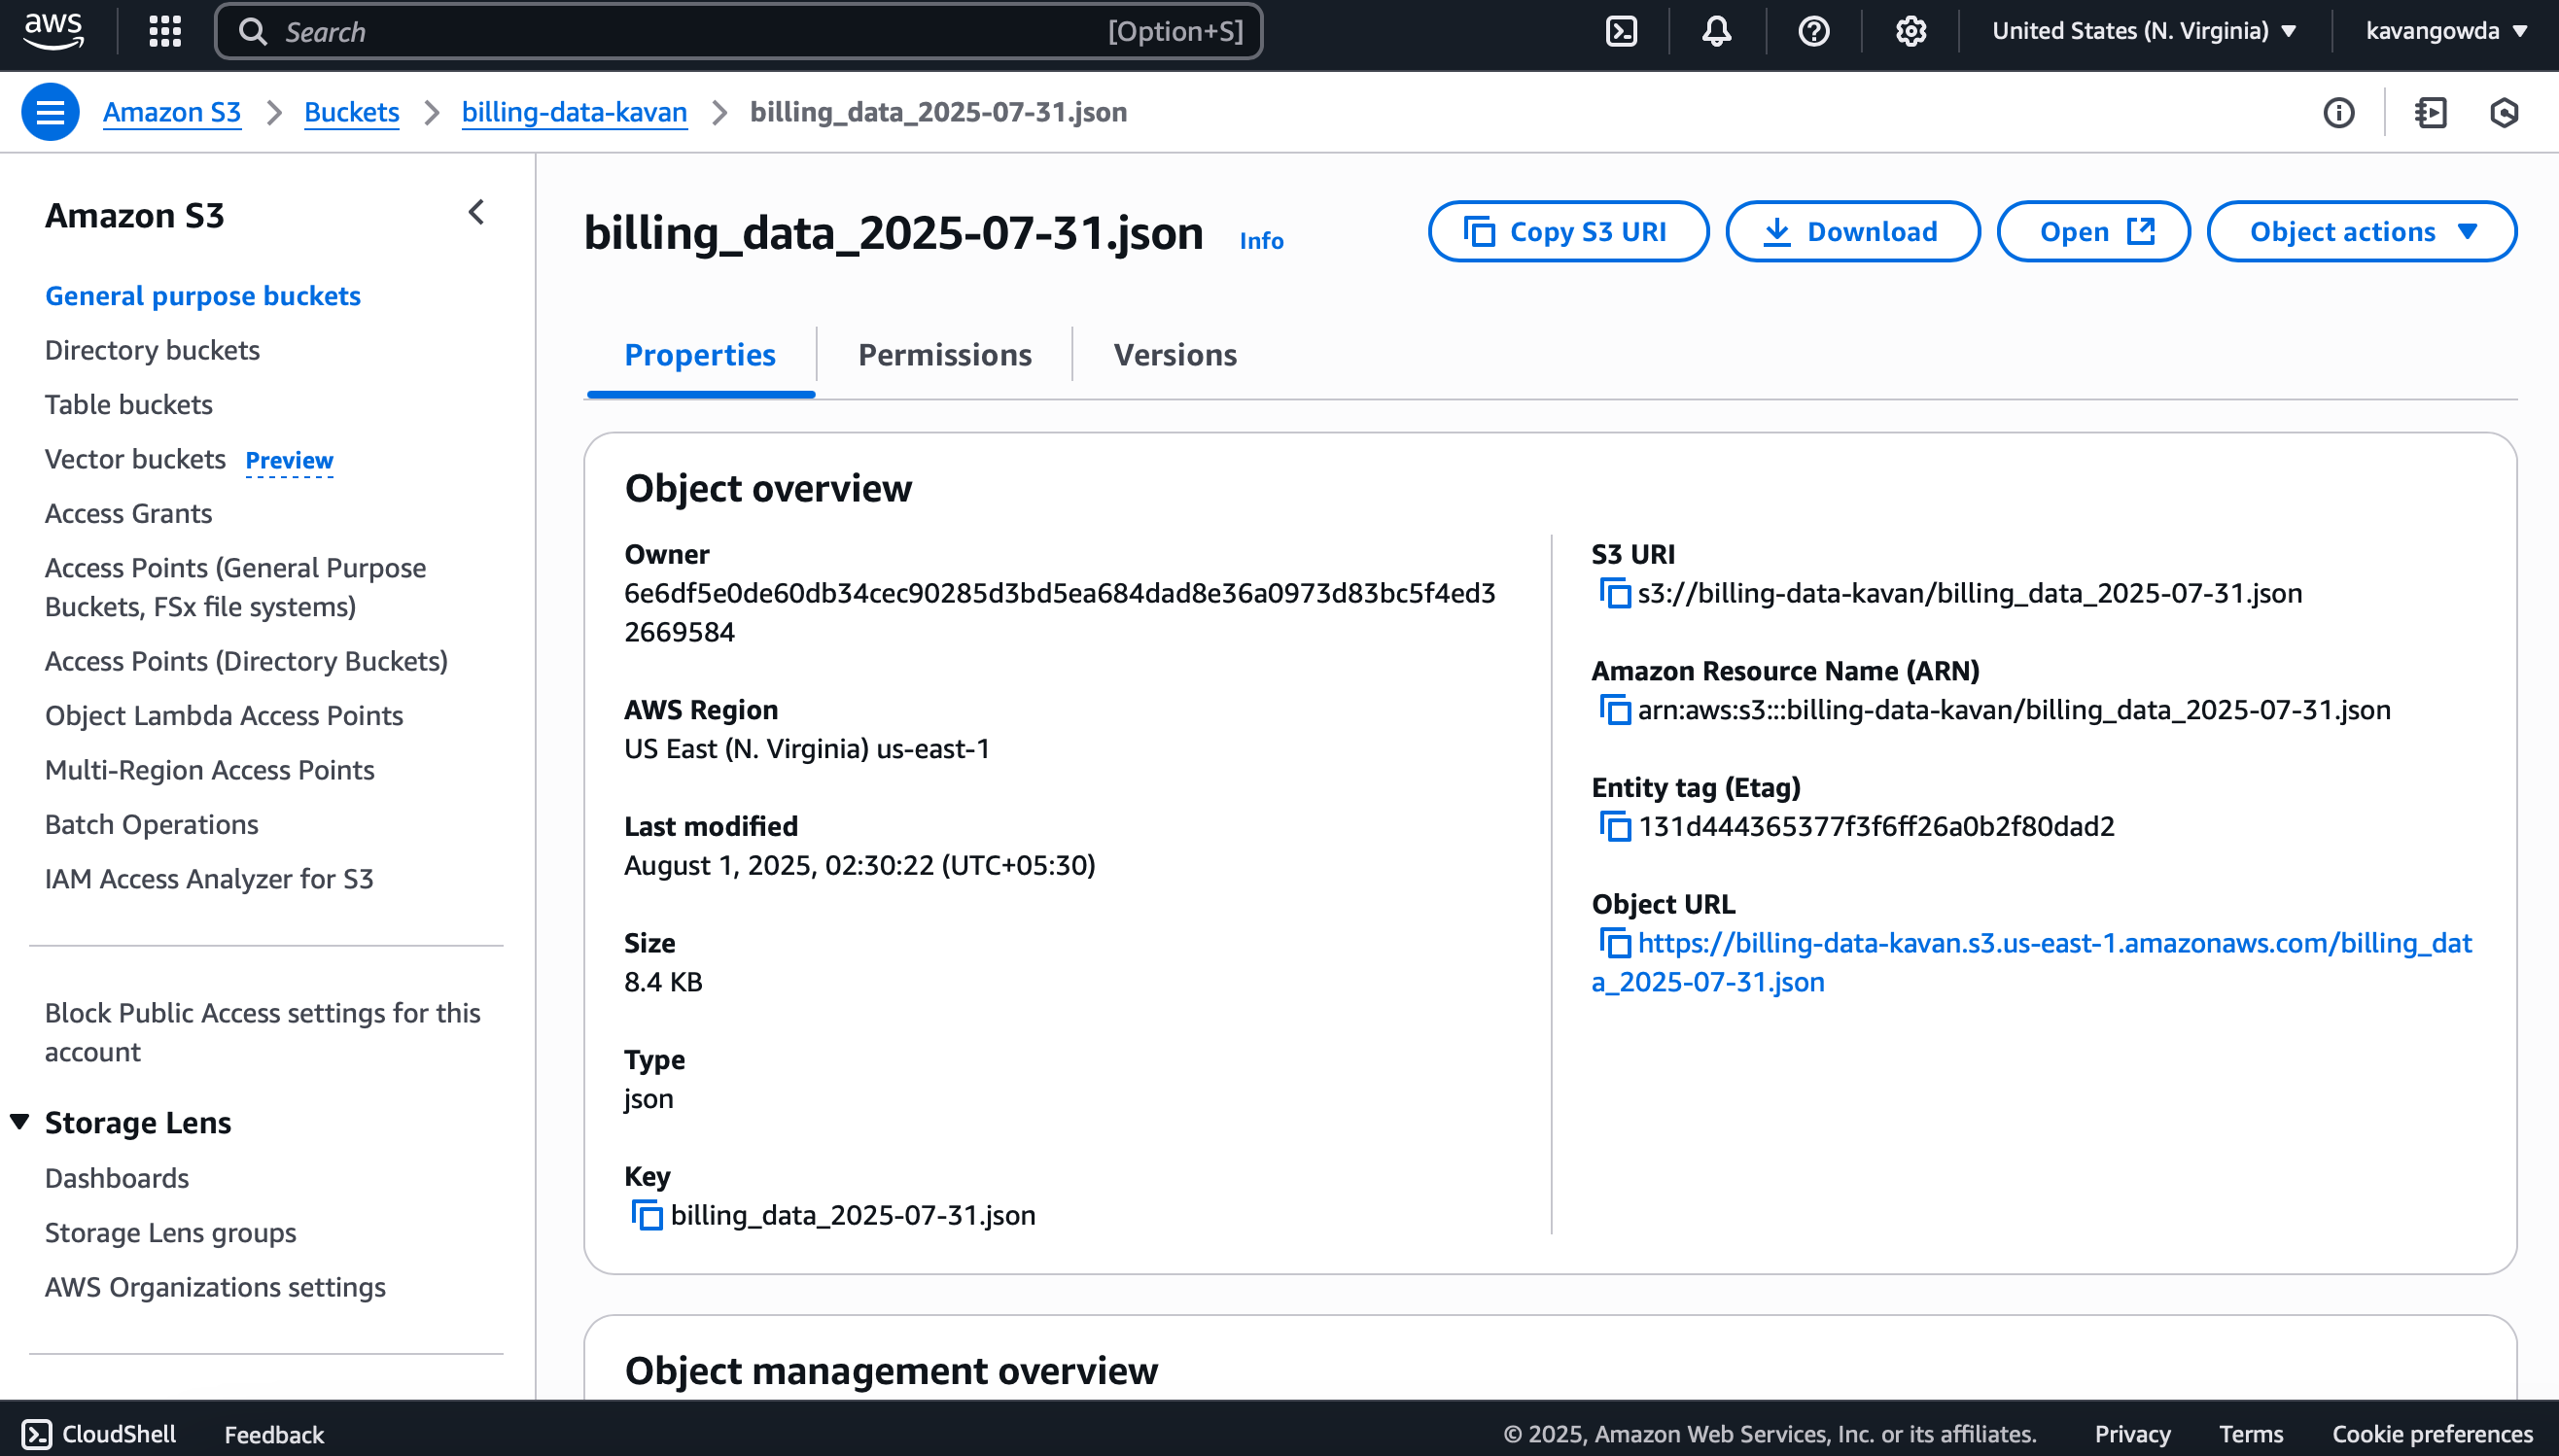 aws
Search
[Option+S]
United States (N. Virginia)
kavangowda
Amazon S3
Buckets
billing-data-kavan
billing_data_2025-07-31.json
Amazon S3
General purpose buckets
Directory buckets
Table buckets
Vector buckets Preview
Access Grants
Access Points (General Purpose
Buckets, FSx file systems)
Access Points (Directory Buckets)
Object Lambda Access Points
Multi-Region Access Points
Batch Operations
IAM Access Analyzer for S3
Block Public Access settings for this
account
Storage Lens
Dashboards
Storage Lens groups
AWS Organizations settings
billing_data_2025-07-31.json Info
Copy S3 URI
Download
Open
Object actions
Properties
Permissions
Versions
Object overview
Owner
6e6df5e0de60db34cec90285d3bd5ea684dad8e36a0973d83bc5f4ed3
2669584
AWS Region
US East (N. Virginia) us-east-1
Last modified
August 1, 2025, 02:30:22 (UTC+05:30)
Size
8.4 KB
Type
json
Key
billing_data_2025-07-31.json
S3 URI
s3://billing-data-kavan/billing_data_2025-07-31.json
Amazon Resource Name (ARN)
arn:aws:s3:::billing-data-kavan/billing_data_2025-07-31.json
Entity tag (Etag)
131d444365377f3f6ff26a0b2f80dad2
Object URL
https://billing-data-kavan.s3.us-east-1.amazonaws.com/billing_dat
a_2025-07-31.json
Object management overview
CloudShell
Feedback
© 2025, Amazon Web Services, Inc. or its affiliates.
Privacy
Terms
Cookie preferences